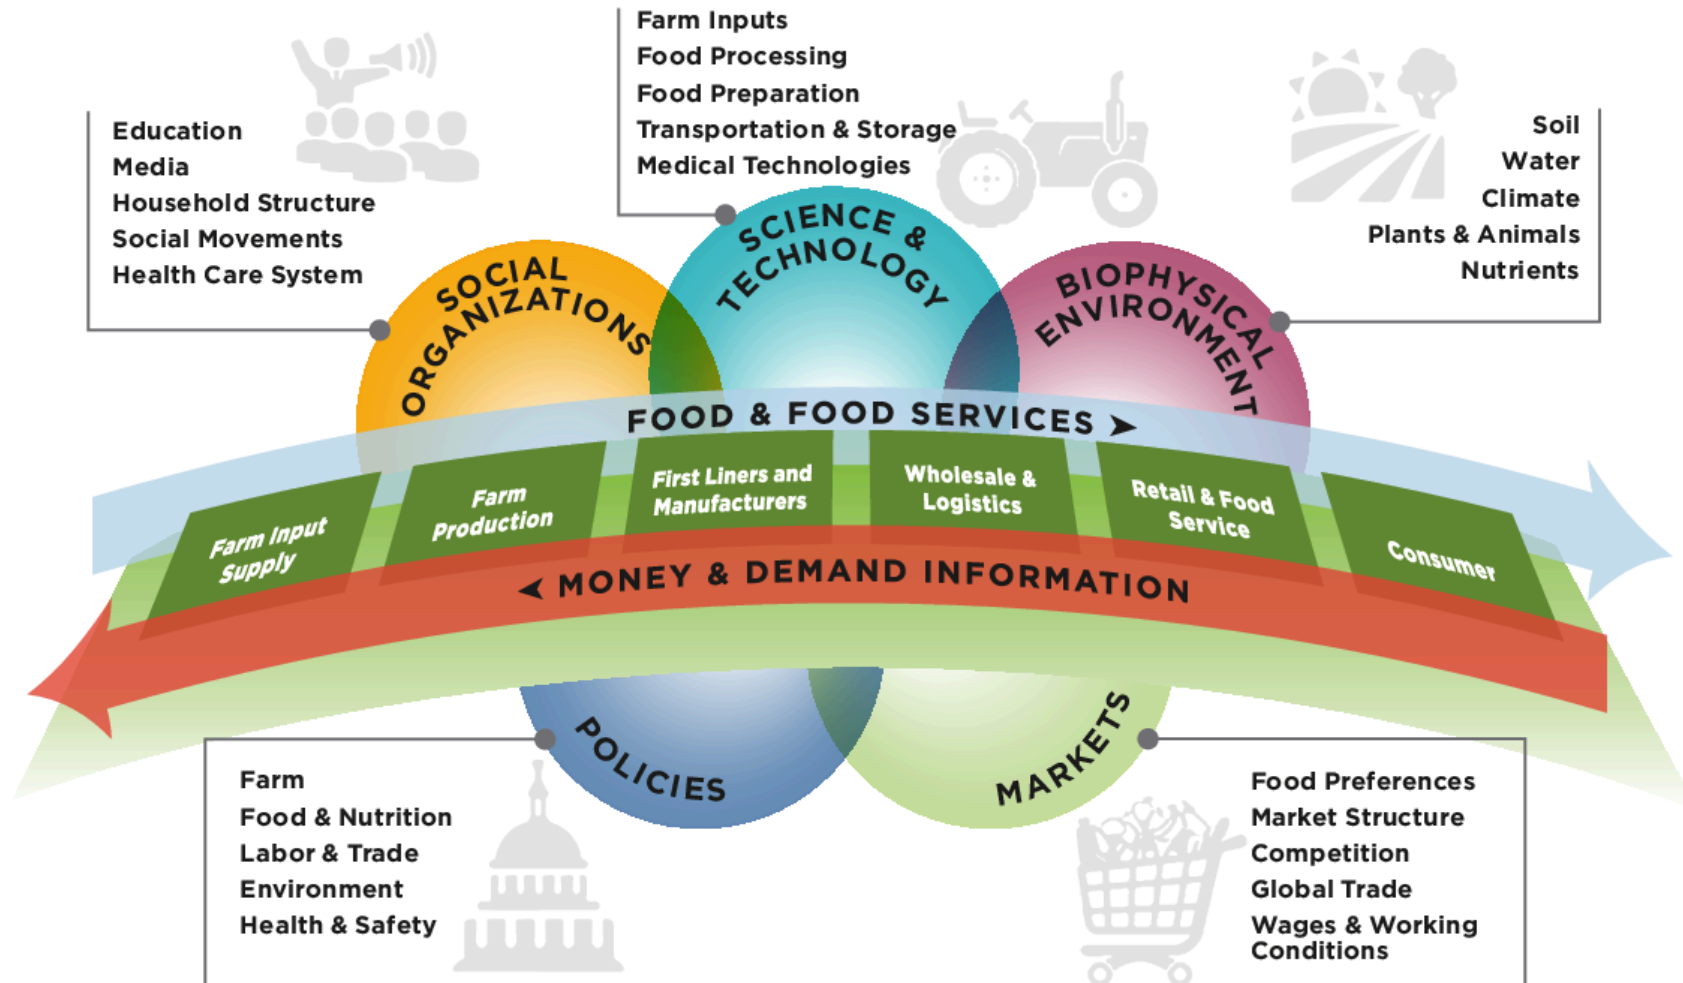 Farm Inputs
Food Processing
Food Preparation
Transportation & Storage
Medical Technologies
Education
Media
Household Structure
Social Movements
Health Care System
Soil
Water
Climate
Plants & Animals
Nutrients
SOCIAL
ORGANIZATIONS
SCIENCE &
TECHNOLOGY
BIOPHYSICAL
ENVIRONMENT
FOOD & FOOD SERVICES ➤
Farm Input
Supply
Farm
Production
First Liners and
Manufacturers
Wholesale &
Logistics
Retail & Food
Service
Consumer
⮜ MONEY & DEMAND INFORMATION
POLICIES
MARKETS
Farm
Food & Nutrition
Labor & Trade
Environment
Health & Safety
Food Preferences
Market Structure
Competition
Global Trade
Wages & Working
Conditions